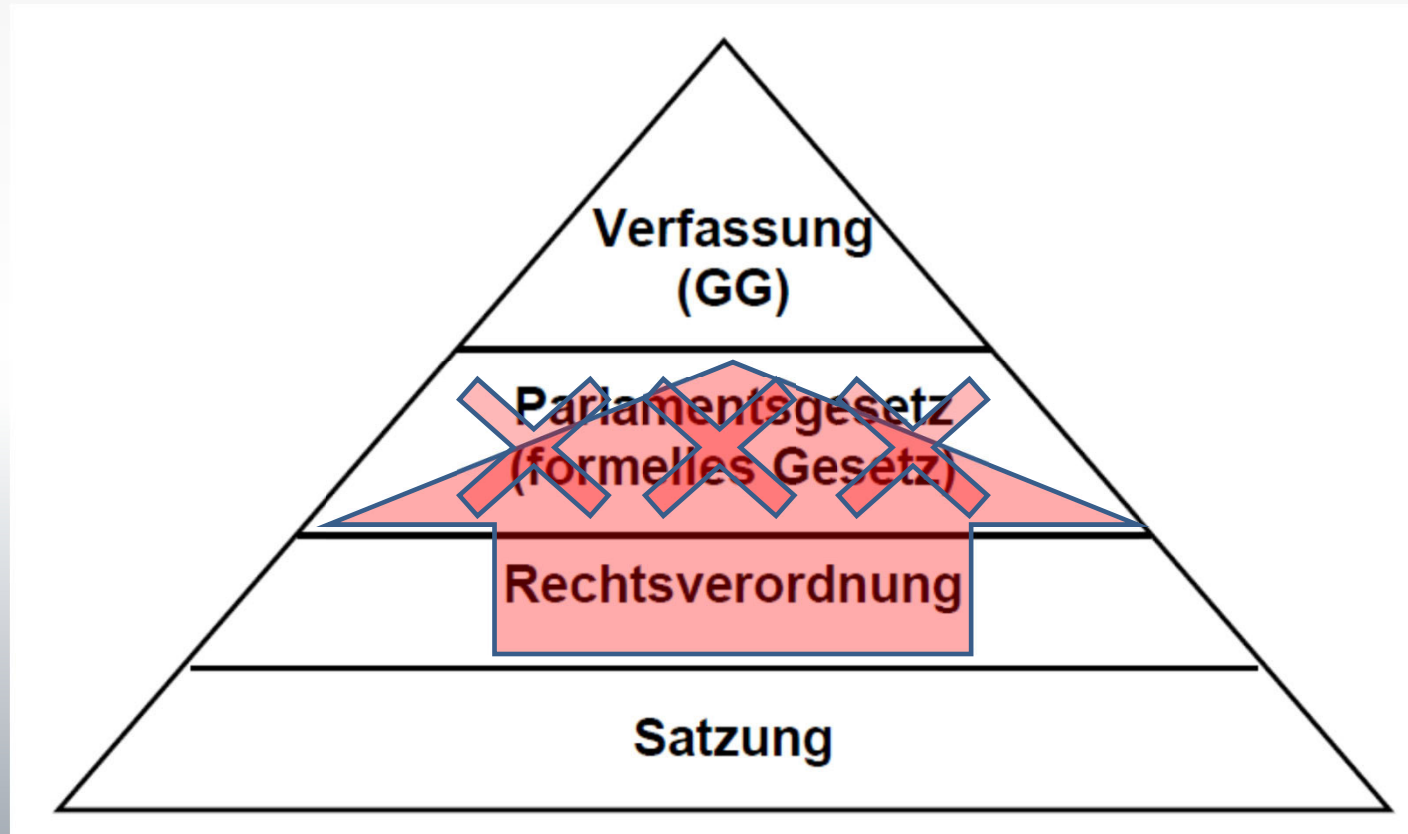 Verfassung
(GG)
Parlamentsgesetz
(formelles Gesetz)
Rechtsverordnung
Satzung